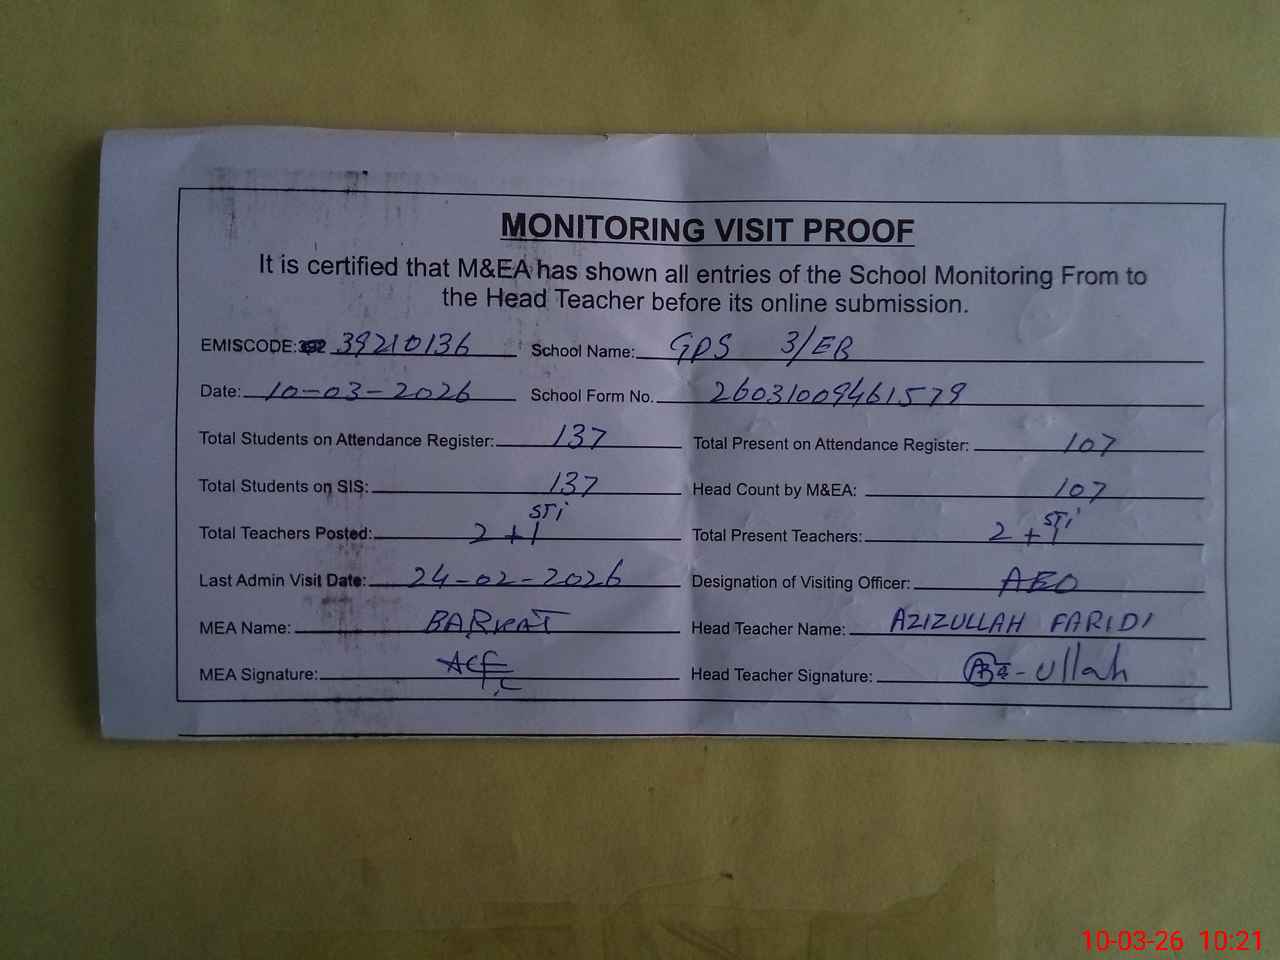 MONITORING VISIT PROOF
It is certified that M&EA has shown all entries of the School Monitoring From to
the Head Teacher before its online submission.
EMISCODE: 39210136 School Name: GPS 3/EB
Date: 10-03-2026 School Form No. 26031009461579
Total Students on Attendance Register: 137 Total Present on Attendance Register: 107
Total Students on SIS: 137 Head Count by M&EA: 107
Total Teachers Posted: 2 + 1 STI Total Present Teachers: 2 + 1 STI
Last Admin Visit Date: 24-02-2026 Designation of Visiting Officer: AEO
MEA Name: BARKAT Head Teacher Name: AZIZULLAH FARIDI
MEA Signature: Head Teacher Signature: -ullah
10-03-26 10:21